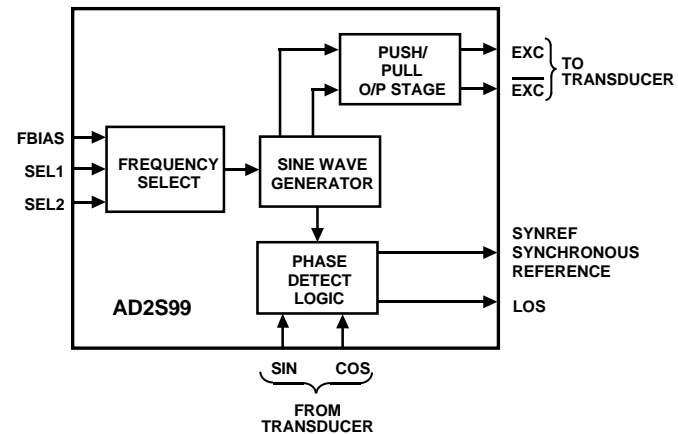 PUSH/
PULL
O/P STAGE
EXC
EXC
TO
TRANSDUCER
FBIAS
SEL1
SEL2
FREQUENCY
SELECT
SINE WAVE
GENERATOR
PHASE
DETECT
LOGIC
SYNREF
SYNCHRONOUS
REFERENCE
LOS
AD2S99
SIN COS
FROM
TRANSDUCER